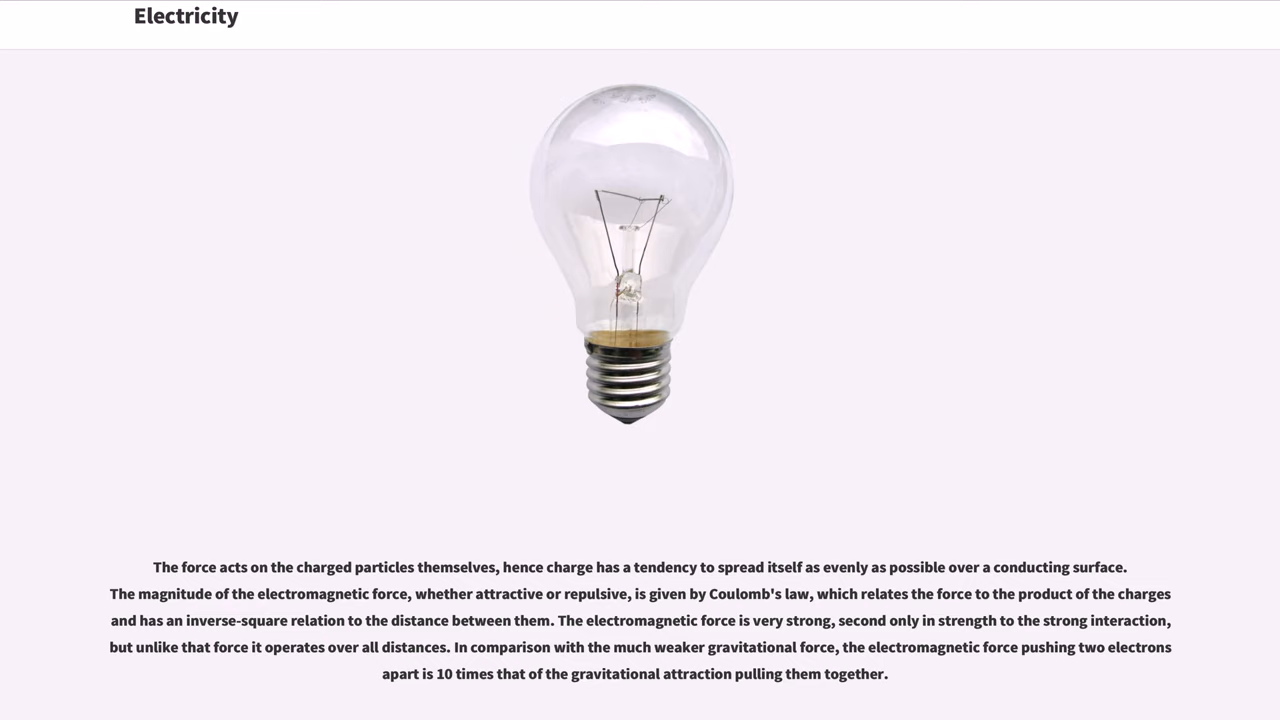 Electricity
The force acts on the charged particles themselves, hence charge has a tendency to spread itself as evenly as possible over a conducting surface.
The magnitude of the electromagnetic force, whether attractive or repulsive, is given by Coulomb's law, which relates the force to the product of the charges
and has an inverse-square relation to the distance between them. The electromagnetic force is very strong, second only in strength to the strong interaction,
but unlike that force it operates over all distances. In comparison with the much weaker gravitational force, the electromagnetic force pushing two electrons
apart is 10 times that of the gravitational attraction pulling them together.